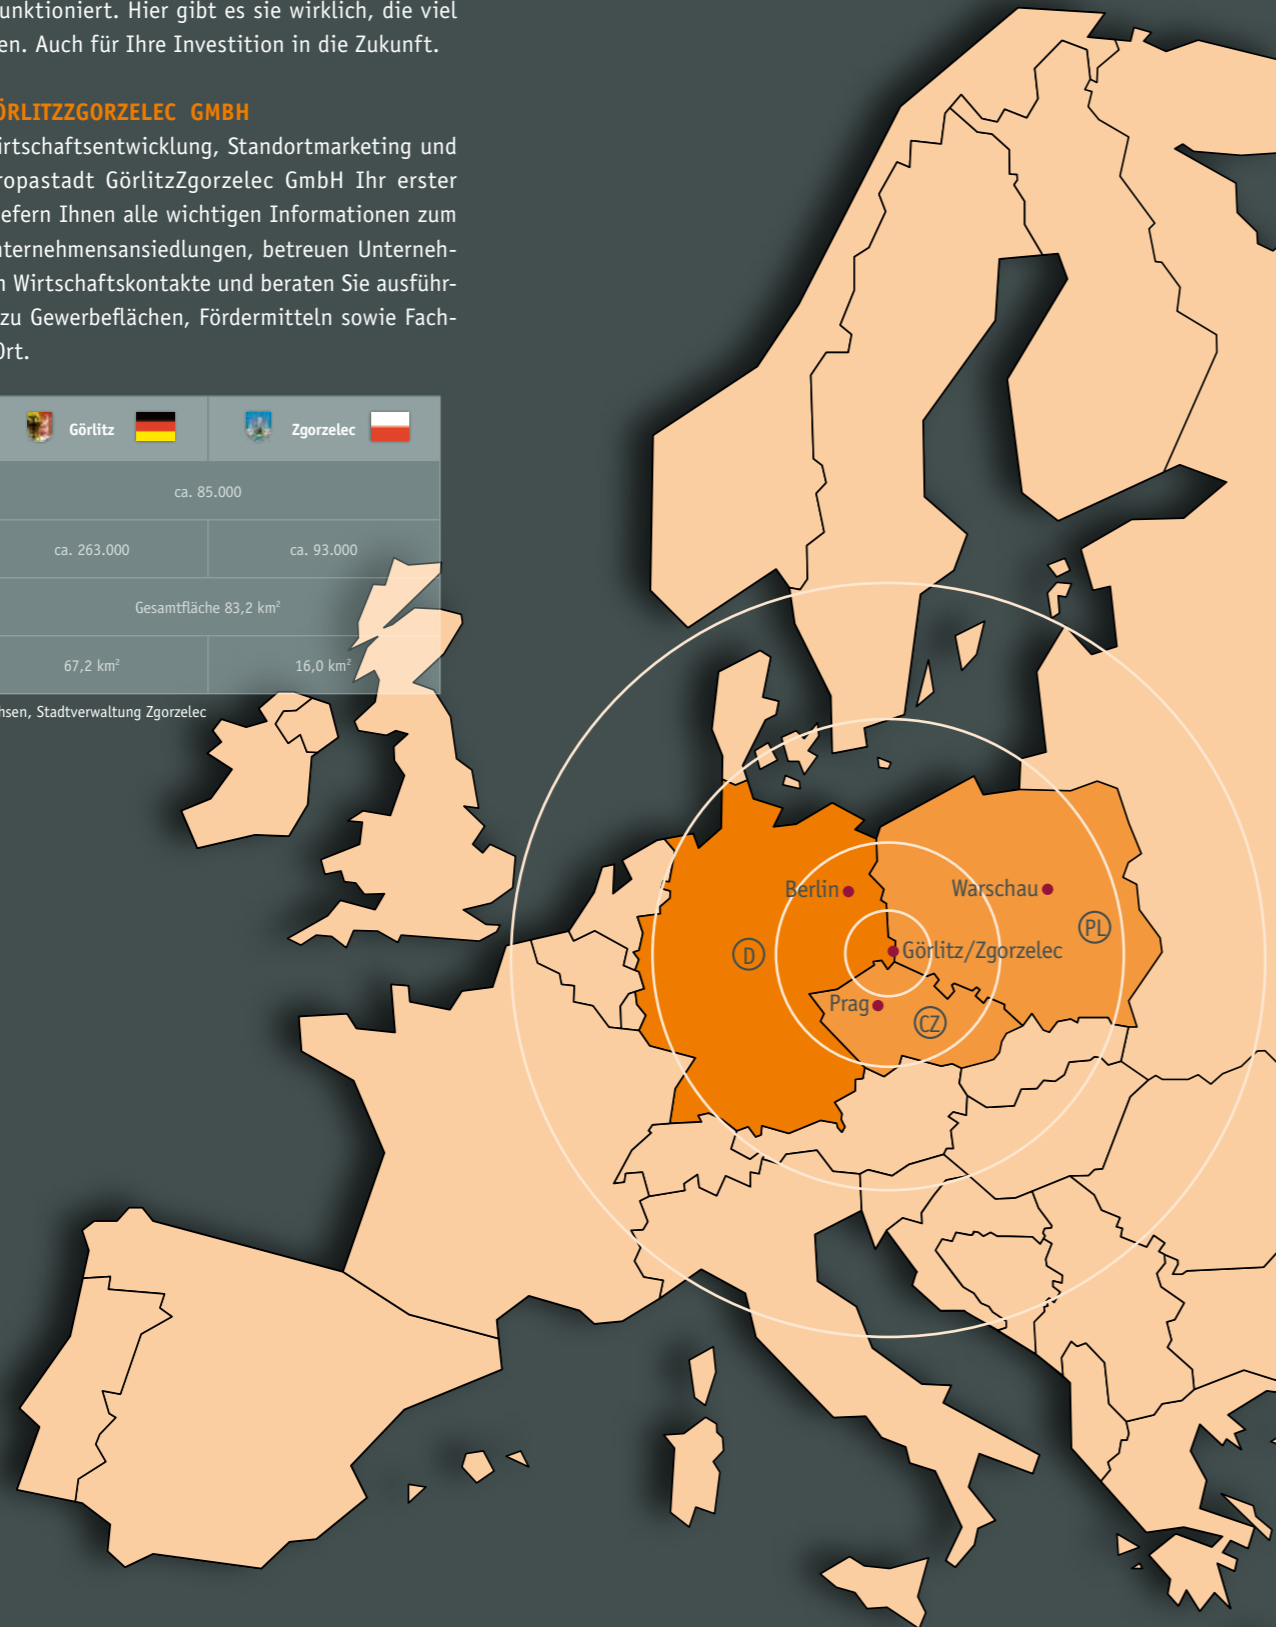 unktioniert. Hier gibt es sie wirklich, die viel
en. Auch für Ihre Investition in die Zukunft.
ÖRLITZZGORZELEC GMBH
irtschaftsentwicklung, Standortmarketing und
ropastadt GörlitzZgorzelec GmbH Ihr erster
efern Ihnen alle wichtigen Informationen zum
nternehmensansiedlungen, betreuen Unterneh-
n Wirtschaftskontakte und beraten Sie ausführ-
zu Gewerbeflächen, Fördermitteln sowie Fach-
Ort.
Görlitz Zgorzelec
ca. 85.000
ca. 263.000 ca. 93.000
Gesamtfläche 83,2 km²
67,2 km² 16,0 km²
hsen, Stadtverwaltung Zgorzelec
Berlin Warschau
PL
D Görlitz/Zgorzelec
Prag CZ